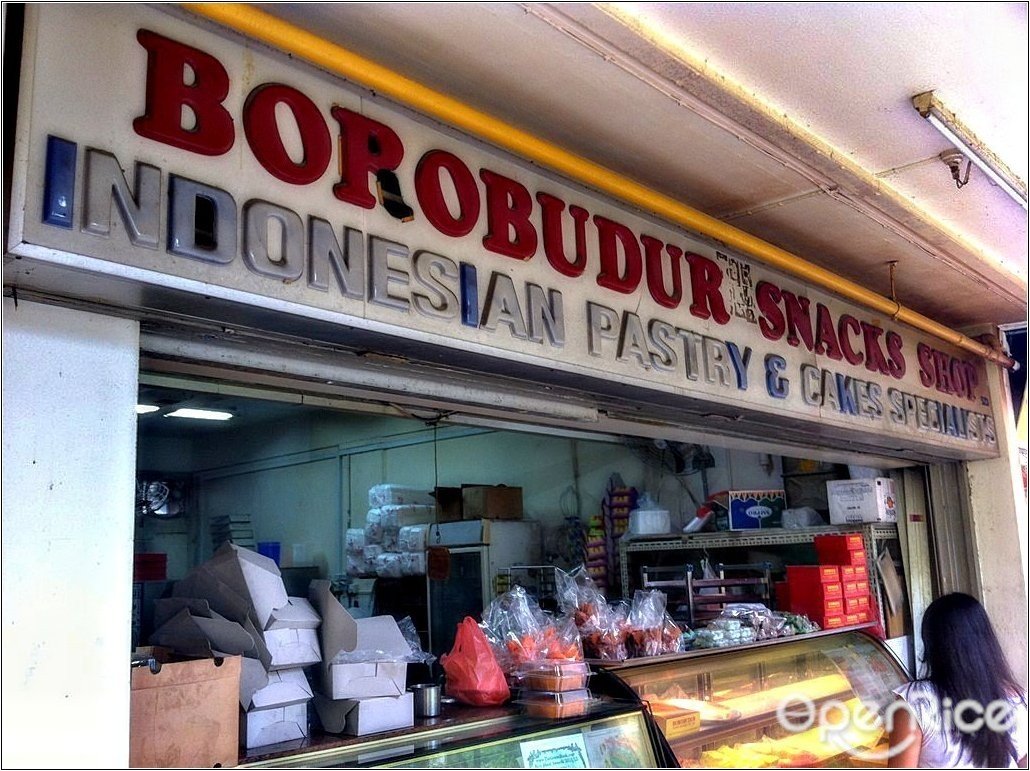 BOROBUDUR SNACKS SHOP
INDONESIAN PASTRY & CAKES SPECIALISTS
openrice